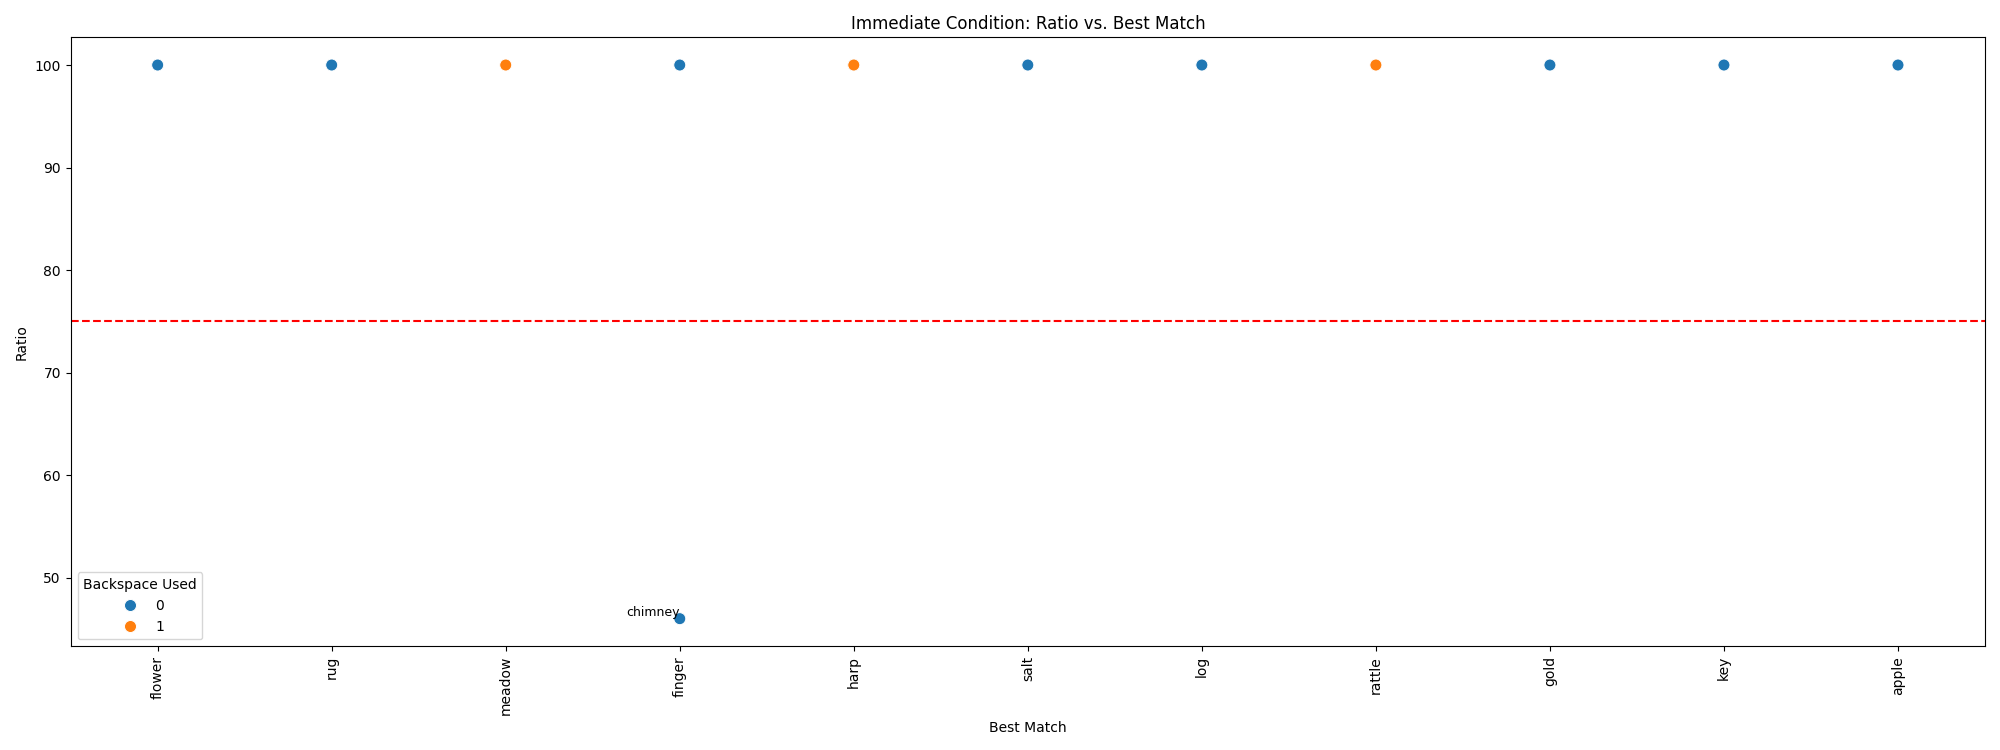 Immediate Condition: Ratio vs. Best Match
100
90
80
70
60
50
Ratio
chimney
Backspace Used
0
1
flower
rug
meadow
finger
harp
salt
log
rattle
gold
key
apple
Best Match